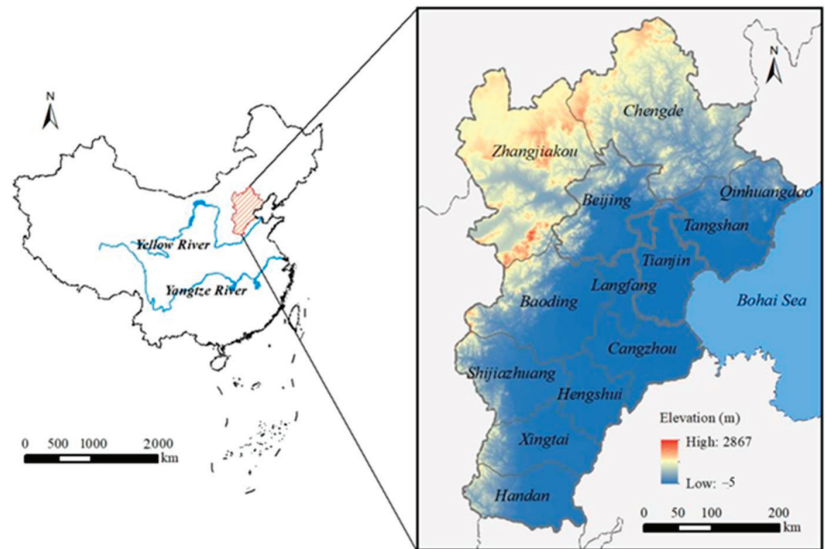 N
Yellow River
Yangtze River
0 500 1000 2000
km
N
Chengde
Zhangjiakou
Beijing
Qinhuangdao
Tangshan
Tianjin
Langfang
Baoding
Bohai Sea
Cangzhou
Shijiazhuang
Hengshui
Xingtai
Handan
Elevation (m)
High: 2867
Low: –5
0 50 100 200
km